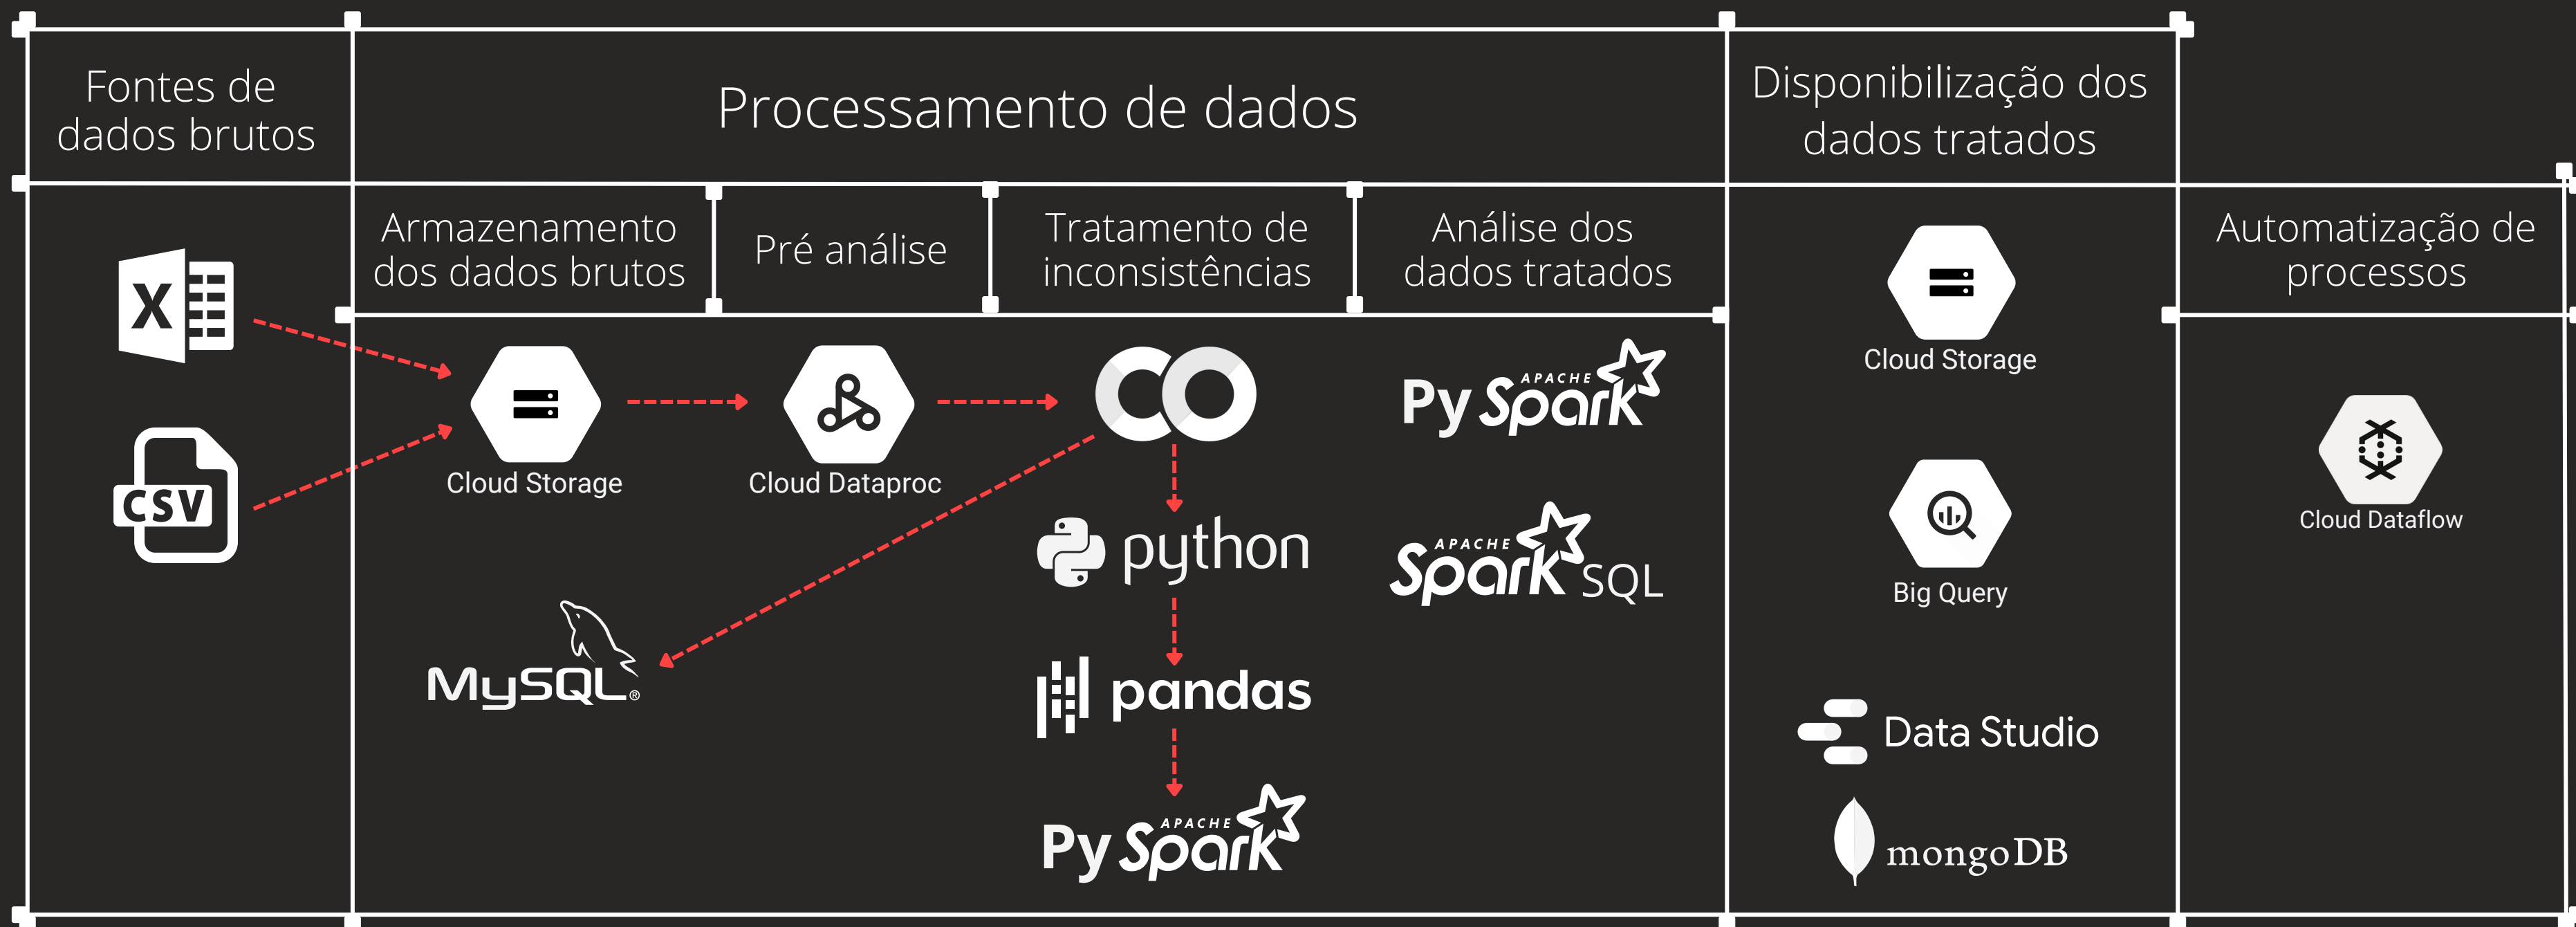 Fontes de
dados brutos
Processamento de dados
Disponibilização dos
dados tratados
Armazenamento
dos dados brutos
Pré análise
Tratamento de
inconsistências
Análise dos
dados tratados
Automatização de
processos
X
CSV
Cloud Storage
MySQL®
Cloud Dataproc
CO
python
pandas
Py APACHE Spark
Py APACHE Spark
APACHE Spark SQL
Cloud Storage
Big Query
Data Studio
mongoDB
Cloud Dataflow